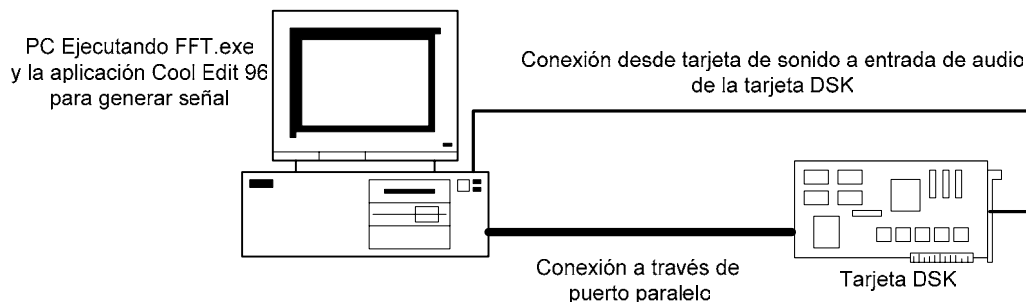 PC Ejecutando FFT.exe
y la aplicación Cool Edit 96
para generar señal
Conexión desde tarjeta de sonido a entrada de audio
de la tarjeta DSK
Conexión a través de
puerto paralelo
Tarjeta DSK